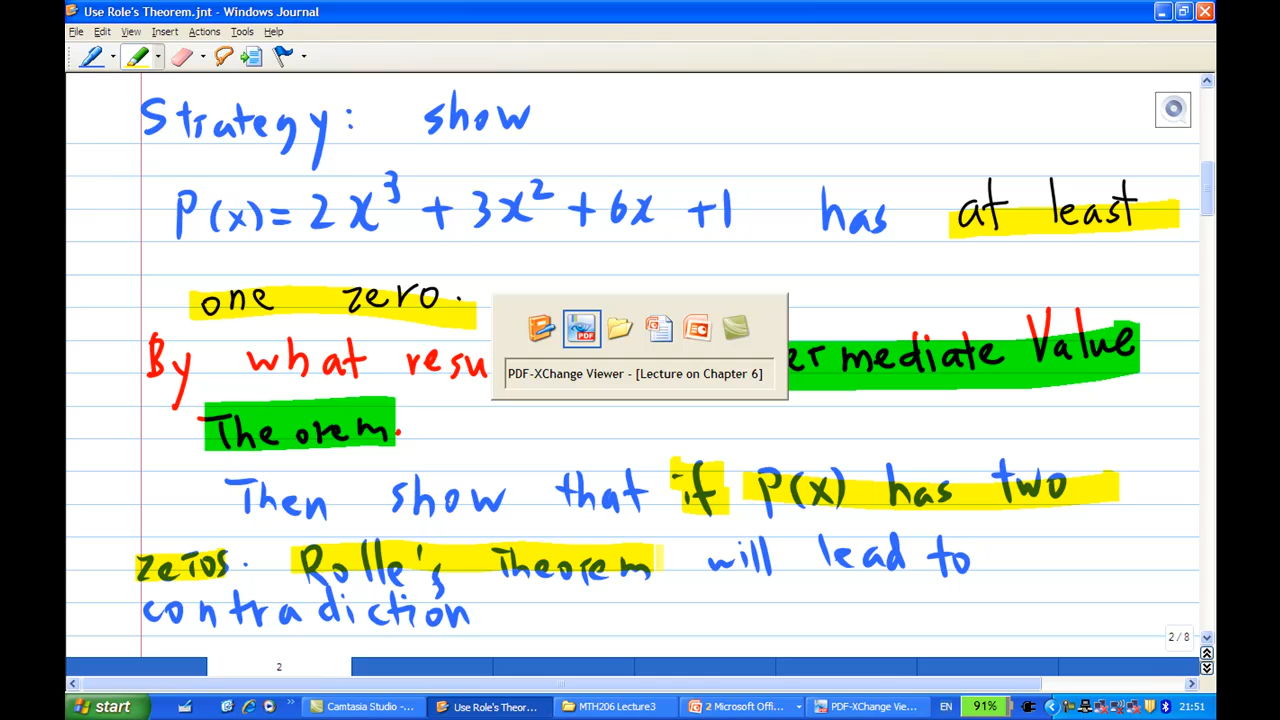 Use Role's Theorem.jnt - Windows Journal
File Edit View Insert Actions Tools Help
Strategy: show
P(x)= 2x³ + 3x² + 6x +1 has at least
one zero.
By what resu ermediate Value
Theorem.
PDF-XChange Viewer - [Lecture on Chapter 6]
Then show that if P(x) has two
zeros. Rolle's Theorem will lead to
contradiction
2 / 8
2
start Camtasia Studio -... Use Role's Theorem... MTH206 Lecture3 2 Microsoft Offi... PDF-XChange Vie... EN 91% 21:51